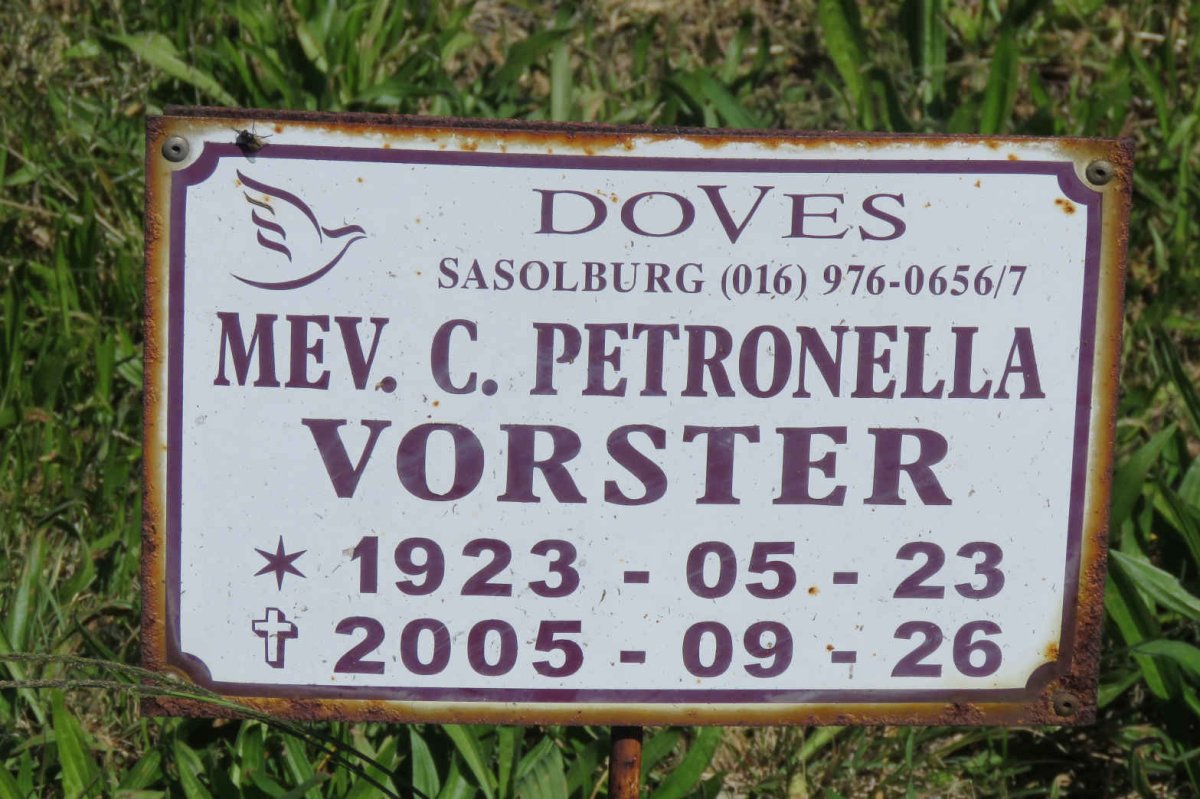 DOVES
SASOLBURG (016) 976-0656/7
MEV. C. PETRONELLA
VORSTER
✶ 1923 - 05 - 23
✝ 2005 - 09 - 26